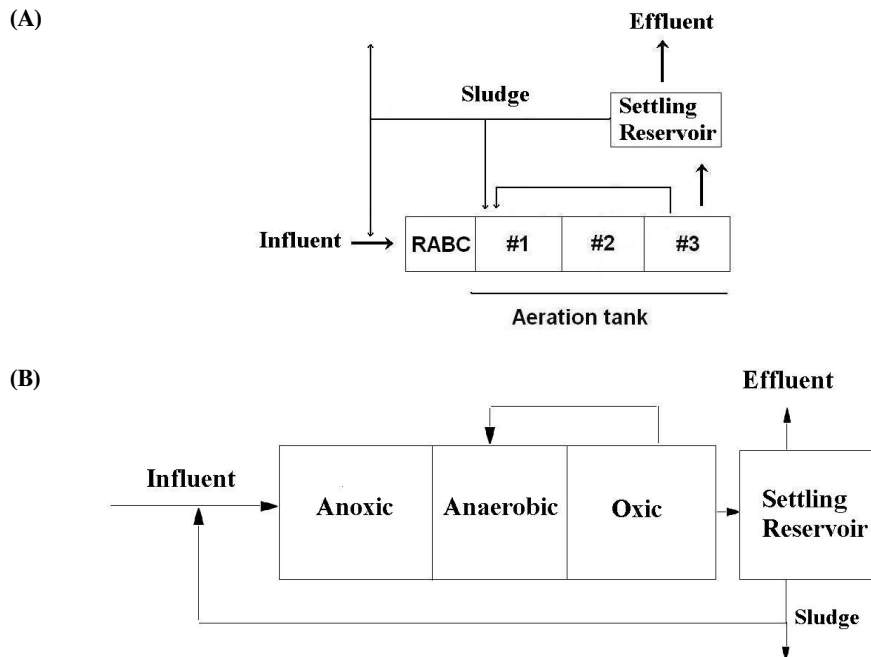 (A)
Effluent
Sludge
Settling
Reservoir
Influent
RABC
#1
#2
#3
Aeration tank
(B)
Effluent
Influent
Anoxic
Anaerobic
Oxic
Settling
Reservoir
Sludge